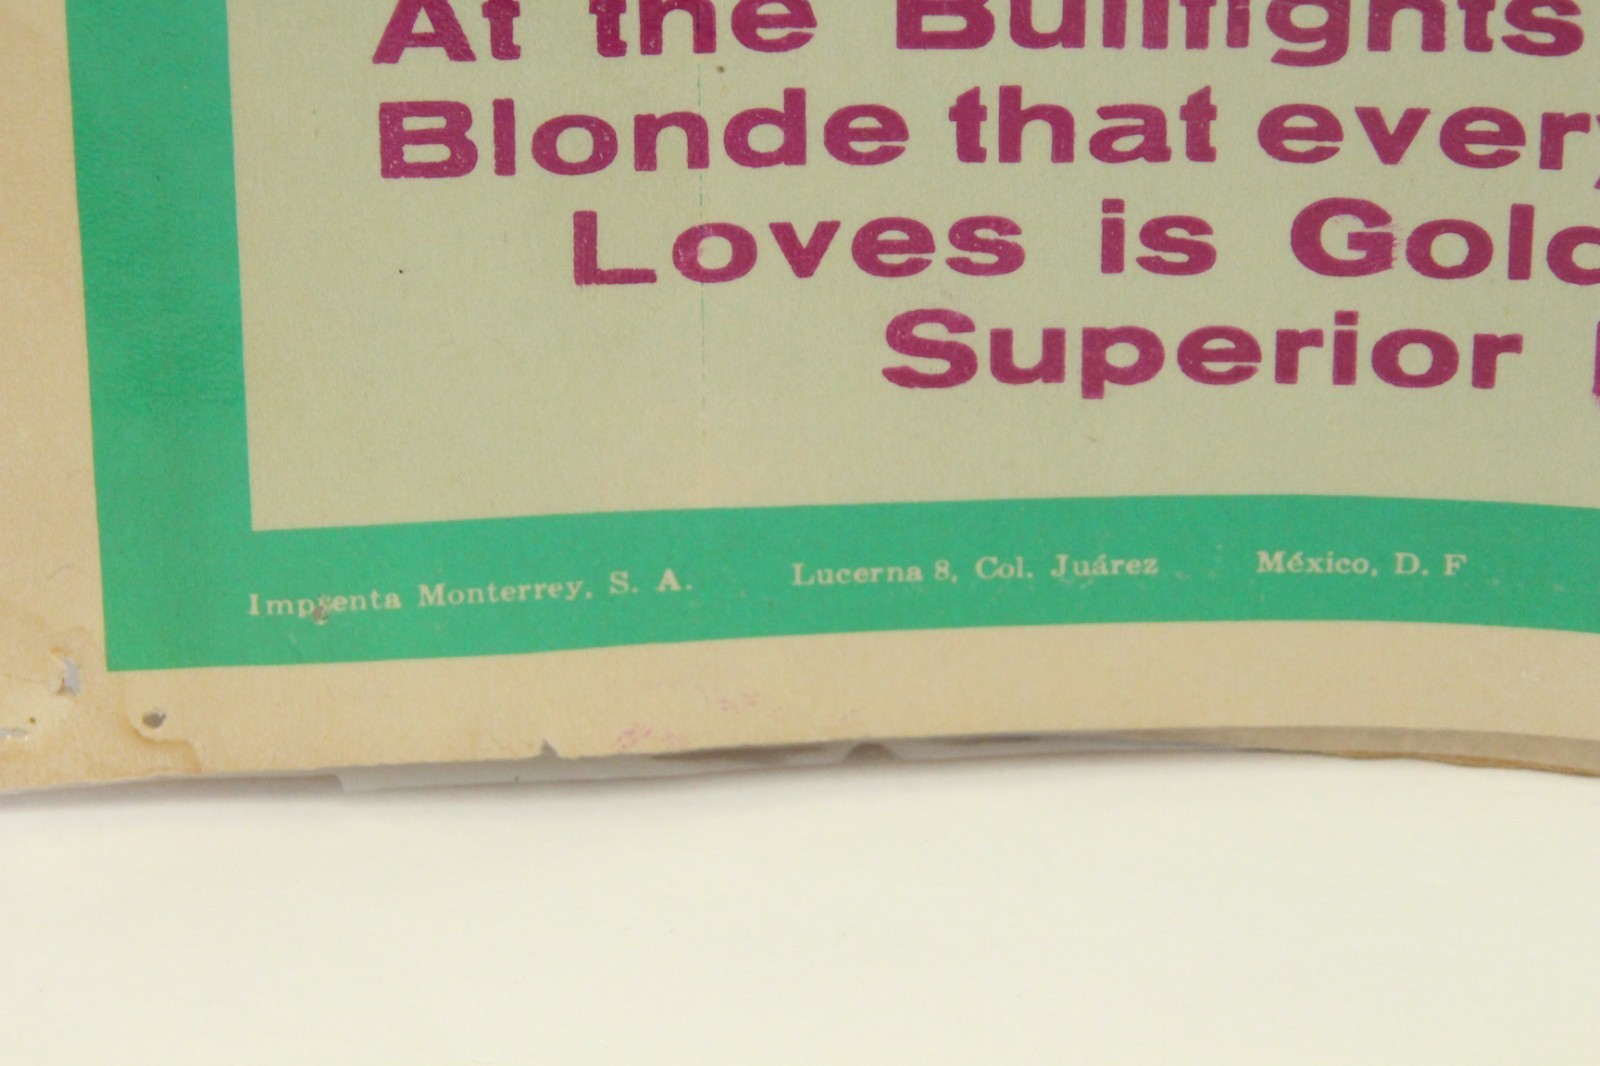 At the Bullfights
Blonde that every
Loves is Gold
Superior
Imprenta Monterrey, S. A. Lucerna 8, Col. Juárez México, D. F